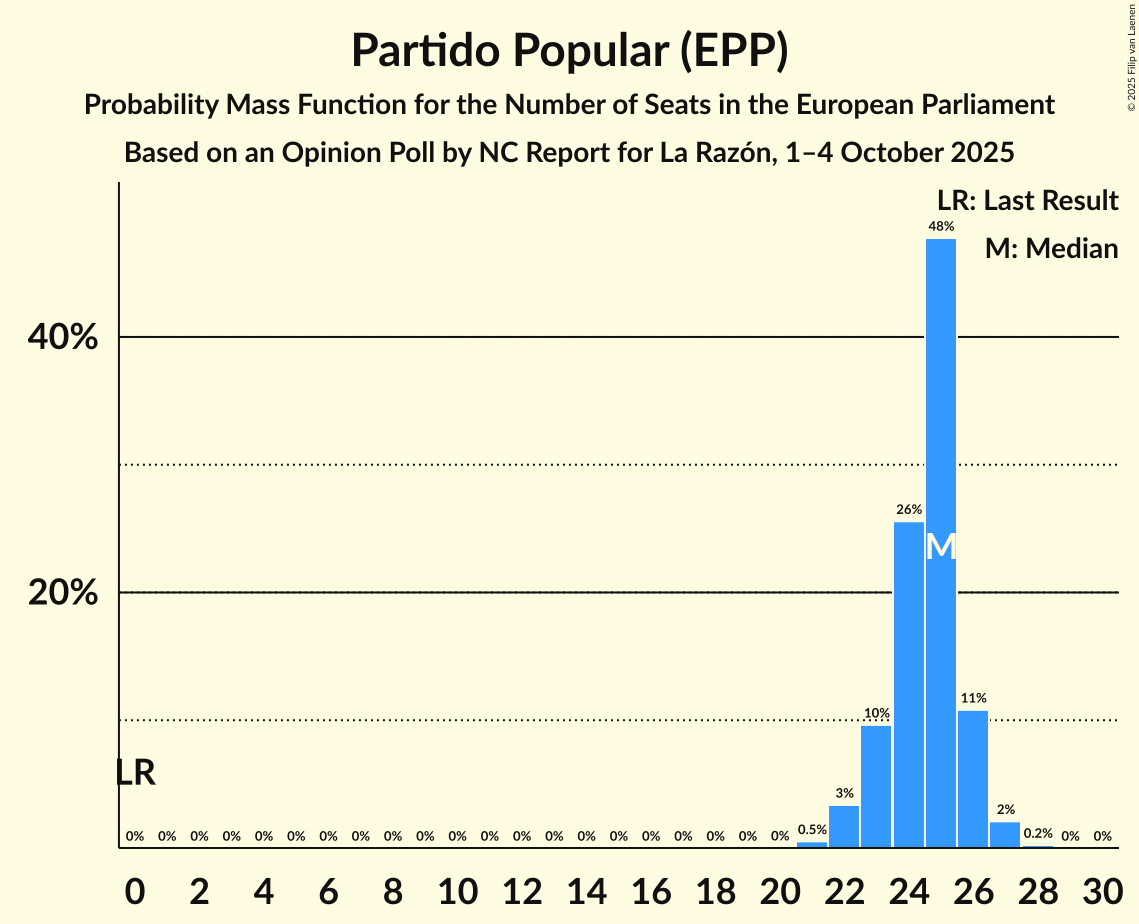 Partido Popular (EPP)
Probability Mass Function for the Number of Seats in the European Parliament
Based on an Opinion Poll by NC Report for La Razón, 1–4 October 2025
© 2025 Filip van Laenen
LR: Last Result
M: Median
40%
20%
LR
0% 0% 0% 0% 0% 0% 0% 0% 0% 0% 0% 0% 0% 0% 0% 0% 0% 0% 0% 0% 0% 0.5% 3% 10% 26% 48% 11% 2% 0.2% 0% 0%
M
0 2 4 6 8 10 12 14 16 18 20 22 24 26 28 30